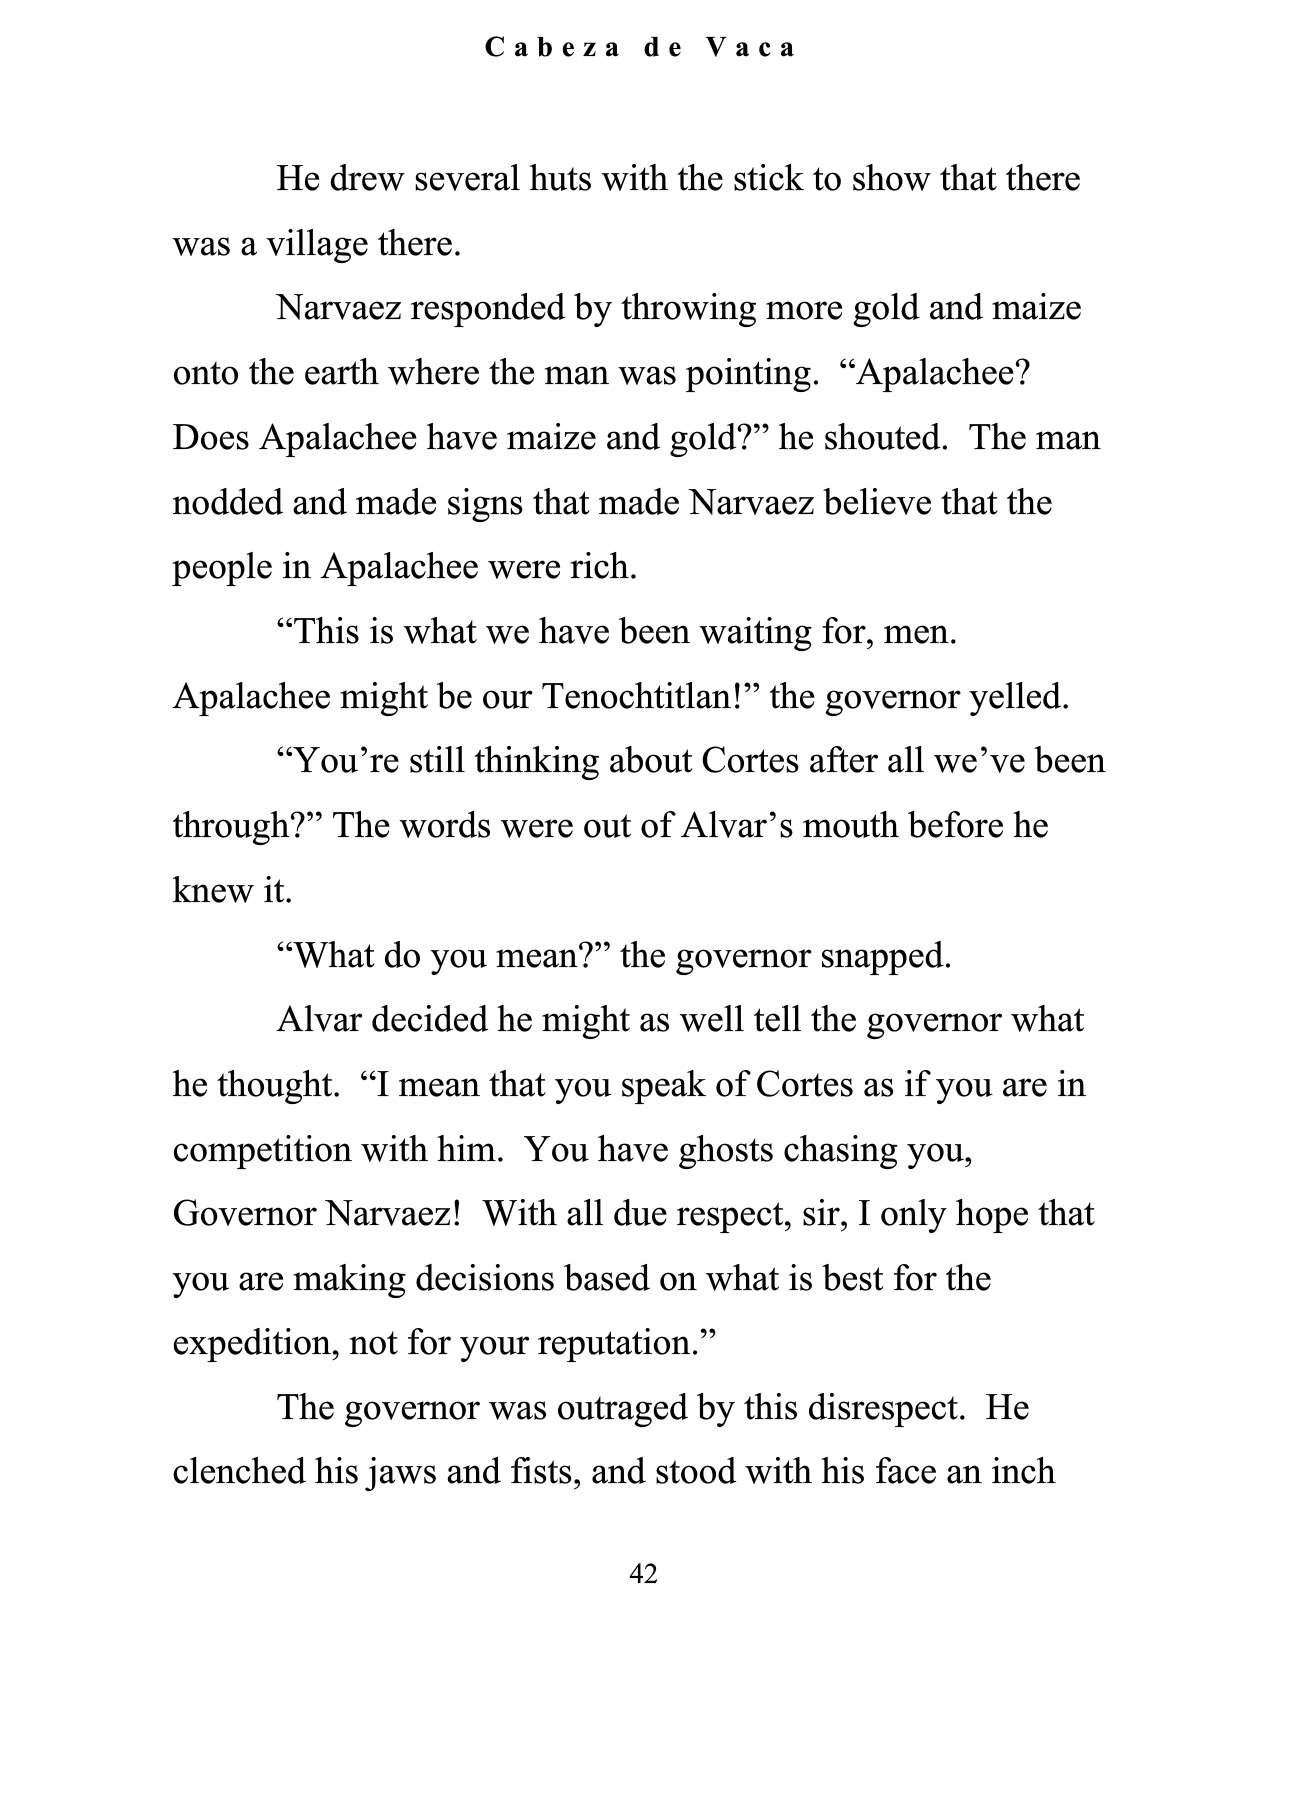 Cabeza de Vaca
He drew several huts with the stick to show that there
was a village there.
Narvaez responded by throwing more gold and maize
onto the earth where the man was pointing.  “Apalachee?
Does Apalachee have maize and gold?” he shouted.  The man
nodded and made signs that made Narvaez believe that the
people in Apalachee were rich.
“This is what we have been waiting for, men.
Apalachee might be our Tenochtitlan!” the governor yelled.
“You’re still thinking about Cortes after all we’ve been
through?” The words were out of Alvar’s mouth before he
knew it.
“What do you mean?” the governor snapped.
Alvar decided he might as well tell the governor what
he thought.  “I mean that you speak of Cortes as if you are in
competition with him.  You have ghosts chasing you,
Governor Narvaez!  With all due respect, sir, I only hope that
you are making decisions based on what is best for the
expedition, not for your reputation.”
The governor was outraged by this disrespect.  He
clenched his jaws and fists, and stood with his face an inch
42